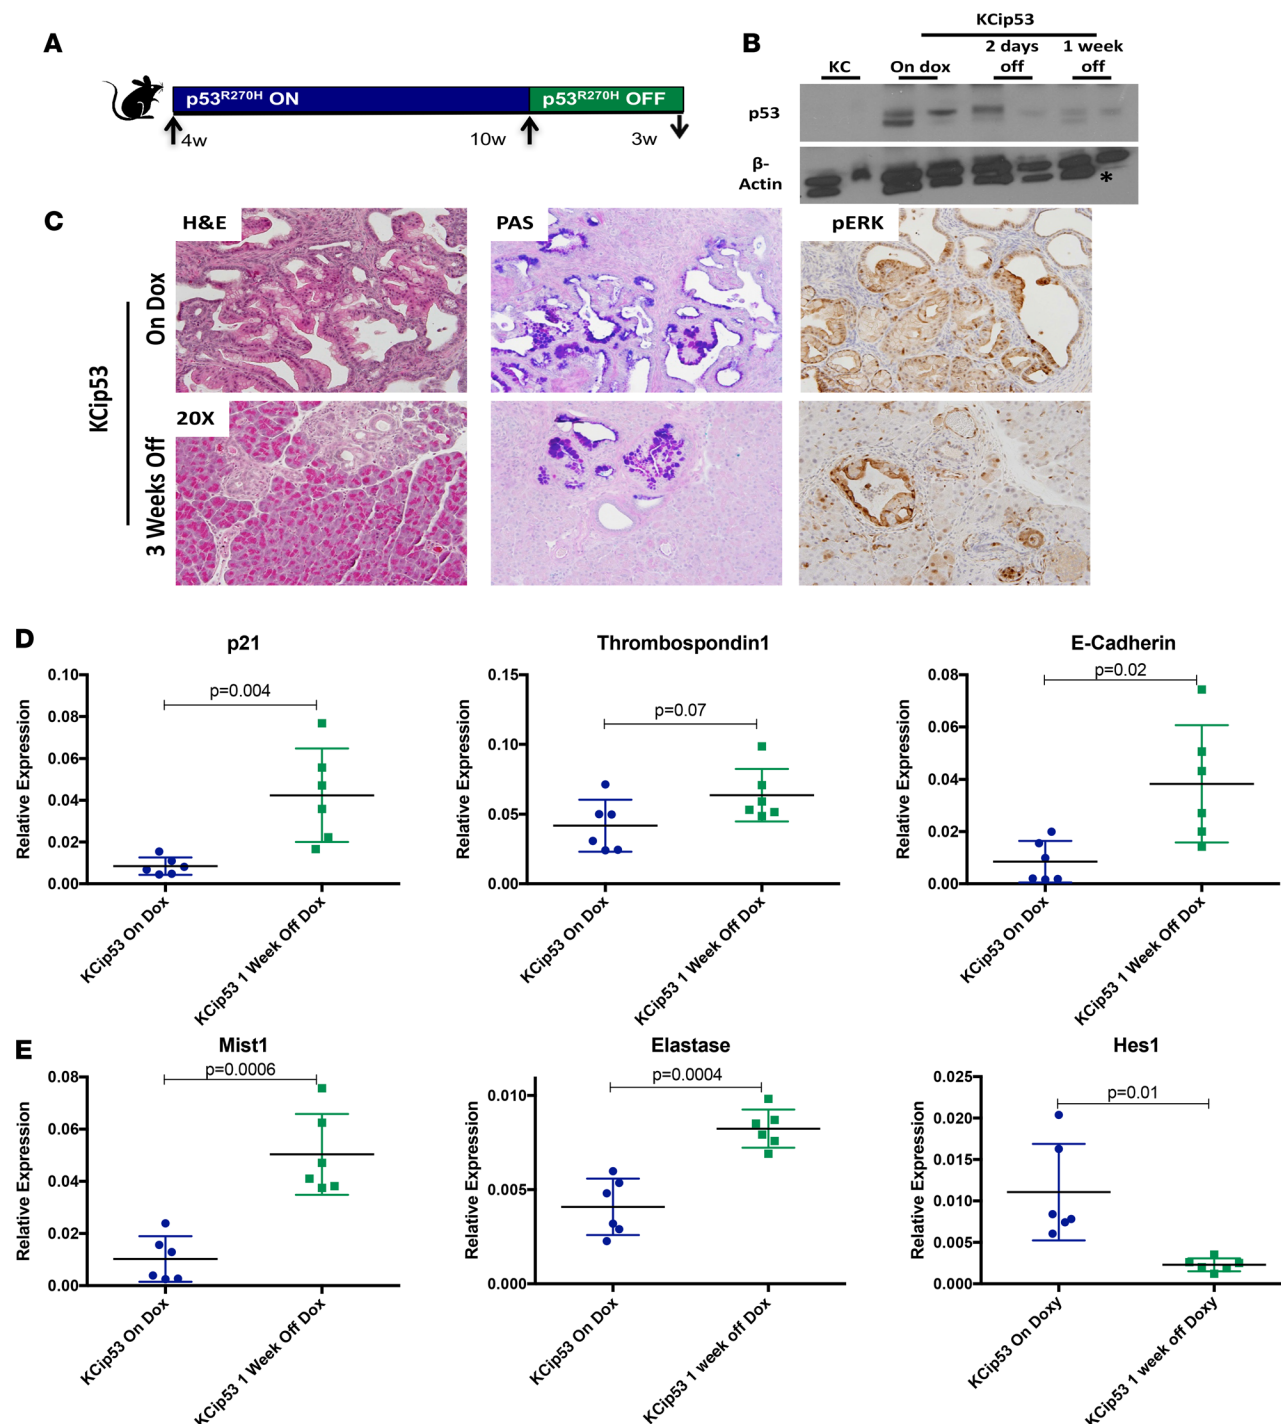 A
p53R270H ON
p53R270H OFF
4w
10w
3w
B
KCip53
KC
On dox
2 days off
1 week off
p53
β-Actin
*
C
H&E
PAS
pERK
KCip53
On Dox
3 Weeks Off
20X
D
p21
Relative Expression
0.10
0.08
0.06
0.04
0.02
0.00
p=0.004
KCip53 On Dox
KCip53 1 Week Off Dox
Thrombospondin1
Relative Expression
0.15
0.10
0.05
0.00
p=0.07
KCip53 On Dox
KCip53 1 Week Off Dox
E-Cadherin
Relative Expression
0.08
0.06
0.04
0.02
0.00
p=0.02
KCip53 On Dox
KCip53 1 Week Off Dox
E
Mist1
Relative Expression
0.08
0.06
0.04
0.02
0.00
p=0.0006
KCip53 On Dox
KCip53 1 Week Off Dox
Elastase
Relative Expression
0.010
0.005
0.000
p=0.0004
KCip53 On Dox
KCip53 1 week off Dox
Hes1
Relative Expression
0.025
0.020
0.015
0.010
0.005
0.000
p=0.01
KCip53 On Doxy
KCip53 1 week off Doxy